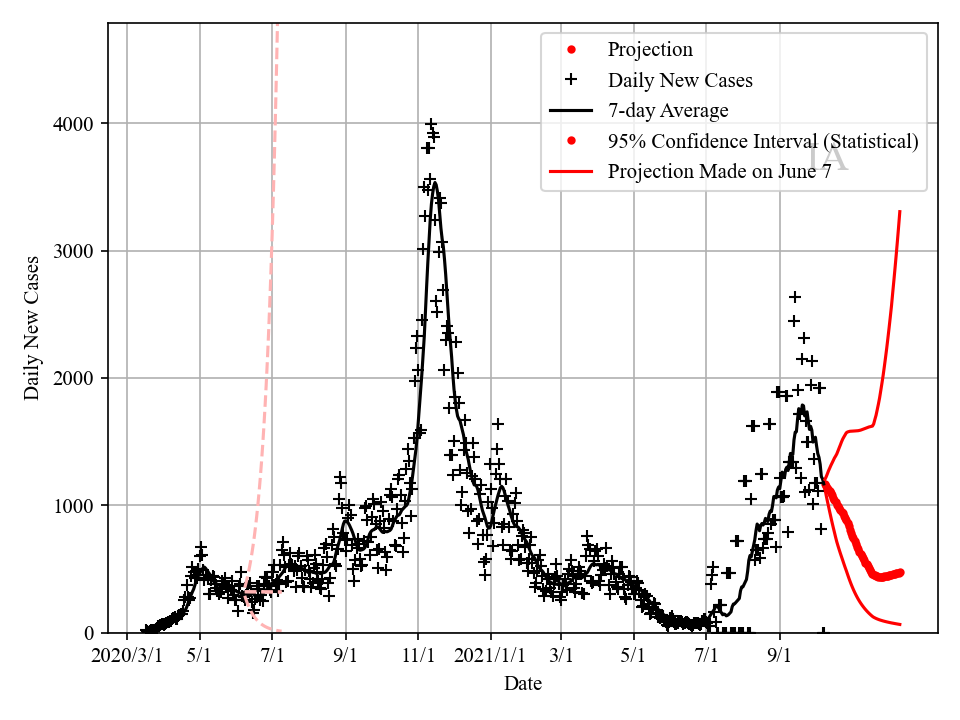 Projection
Daily New Cases
7-day Average
95% Confidence Interval (Statistical)
IA
Projection Made on June 7
4000
3000
2000
1000
0
Daily New Cases
2020/3/1 5/1 7/1 9/1 11/1 2021/1/1 3/1 5/1 7/1 9/1
Date